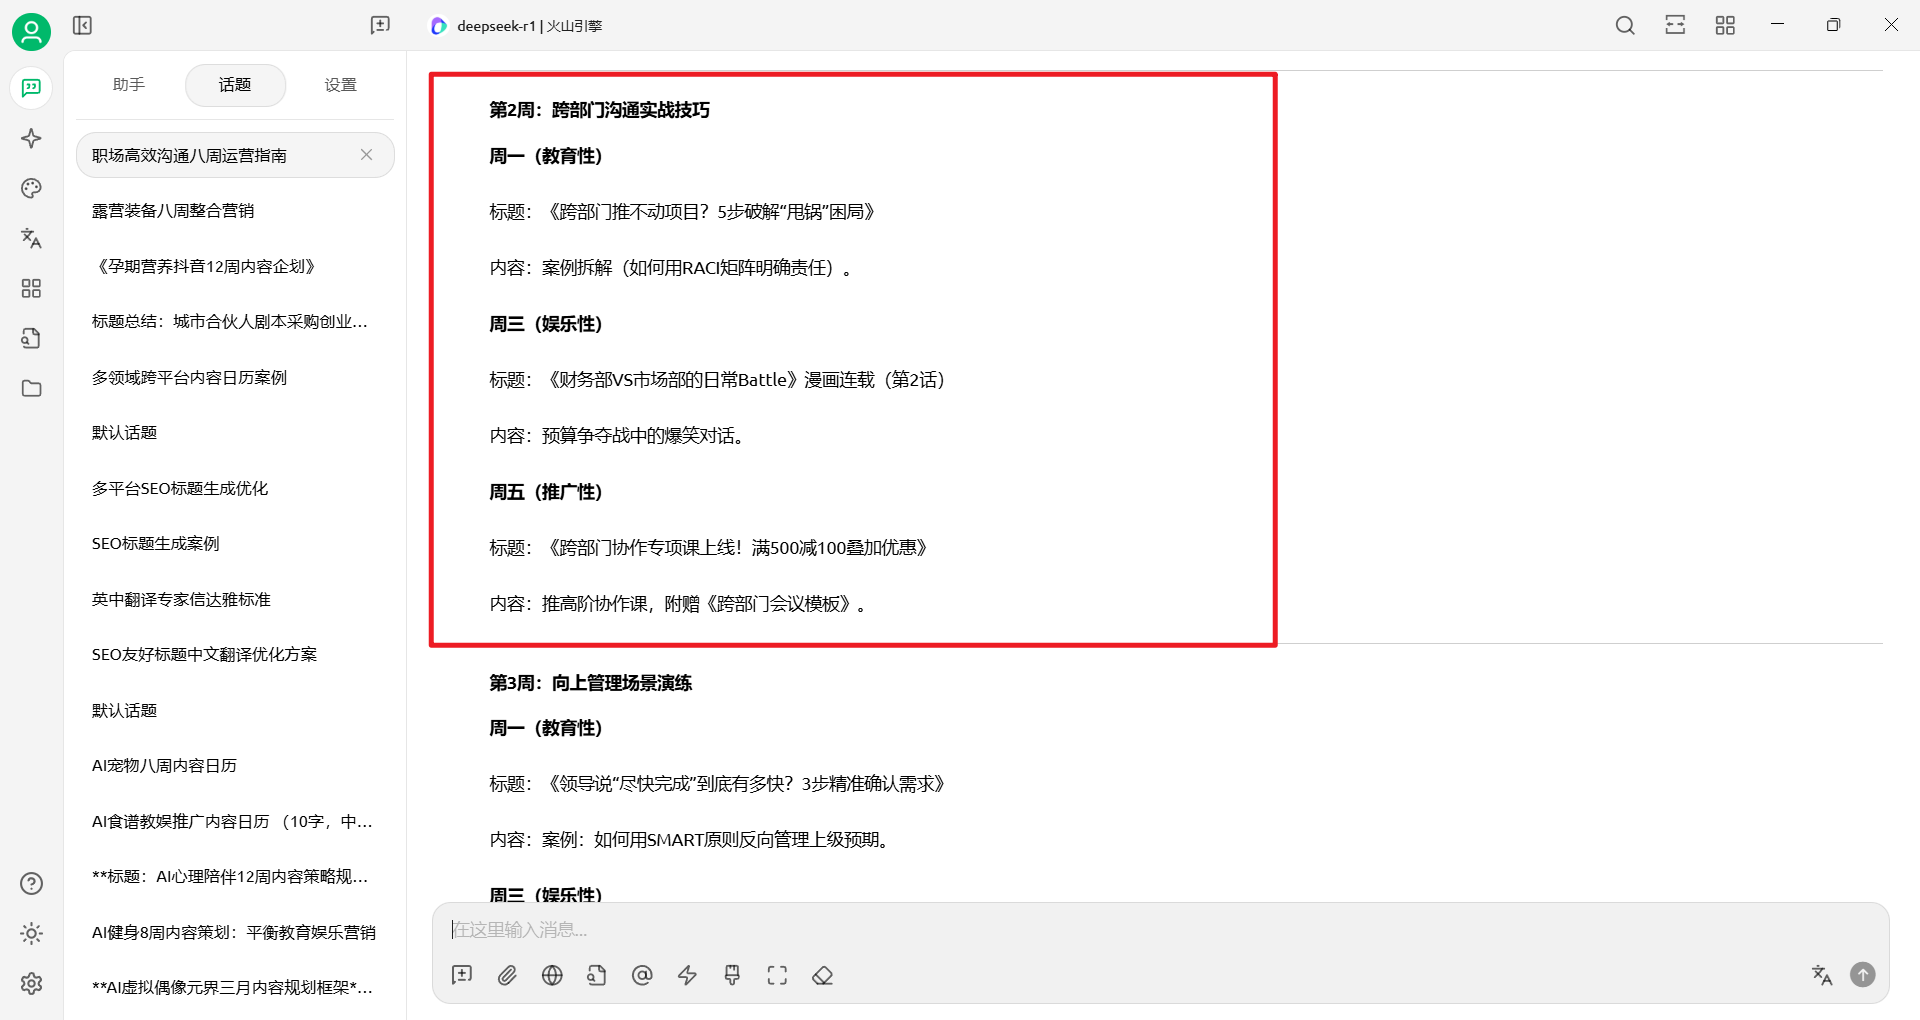 deepseek-r1 | 火山引擎
助手
话题
设置
职场高效沟通八周运营指南
露营装备八周整合营销
《孕期营养抖音12周内容企划》
标题总结：城市合伙人剧本采购创业...
多领域跨平台内容日历案例
默认话题
多平台SEO标题生成优化
SEO标题生成案例
英中翻译专家信达雅标准
SEO友好标题中文翻译优化方案
默认话题
AI宠物八周内容日历
AI食谱教娱推广内容日历 （10字，中...
**标题：AI心理陪伴12周内容策略规...
AI健身8周内容策划：平衡教育娱乐营销
**AI虚拟偶像元界三月内容规划框架*...
第2周：跨部门沟通实战技巧
周一（教育性）
标题：《跨部门推不动项目？5步破解“甩锅”困局》
内容：案例拆解（如何用RACI矩阵明确责任）。
周三（娱乐性）
标题：《财务部VS市场部的日常Battle》漫画连载（第2话）
内容：预算争夺战中的爆笑对话。
周五（推广性）
标题：《跨部门协作专项课上线！满500减100叠加优惠》
内容：推高阶协作课，附赠《跨部门会议模板》。
第3周：向上管理场景演练
周一（教育性）
标题：《领导说“尽快完成”到底有多快？3步精准确认需求》
内容：案例：如何用SMART原则反向管理上级预期。
周三（娱乐性）
在这里输入消息...